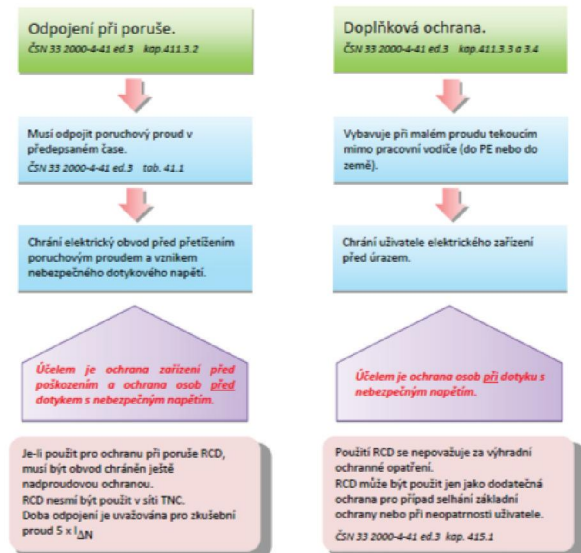 Odpojení při poruše.
ČSN 33 2000-4-41 ed.3 kap.411.3.2
Musí odpojit poruchový proud v
předepsaném čase.
ČSN 33 2000-4-41 ed.3 tab. 41.1
Chrání elektrický obvod před přetížením
poruchovým proudem a vznikem
nebezpečného dotykového napětí.
Účelem je ochrana zařízení před
poškozením a ochrana osob před
dotykem s nebezpečným napětím.
Je-li použit pro ochranu při poruše RCD,
musí být obvod chráněn ještě
nadproudovou ochranou.
RCD nesmí být použit v síti TNC.
Doba odpojení je uvažována pro zkušební
proud 5 x IΔN
Doplňková ochrana.
ČSN 33 2000-4-41 ed.3 kap.411.3.3 a 3.4
Vybavuje při malém proudu tekoucím
mimo pracovní vodiče (do PE nebo do
země).
Chrání uživatele elektrického zařízení
před úrazem.
Účelem je ochrana osob při dotyku s
nebezpečným napětím.
Použití RCD se nepovažuje za výhradní
ochranné opatření.
RCD může být použit jen jako dodatečná
ochrana pro případ selhání základní
ochrany nebo při neopatrnosti uživatele.
ČSN 33 2000-4-41 ed.3 kap. 415.1